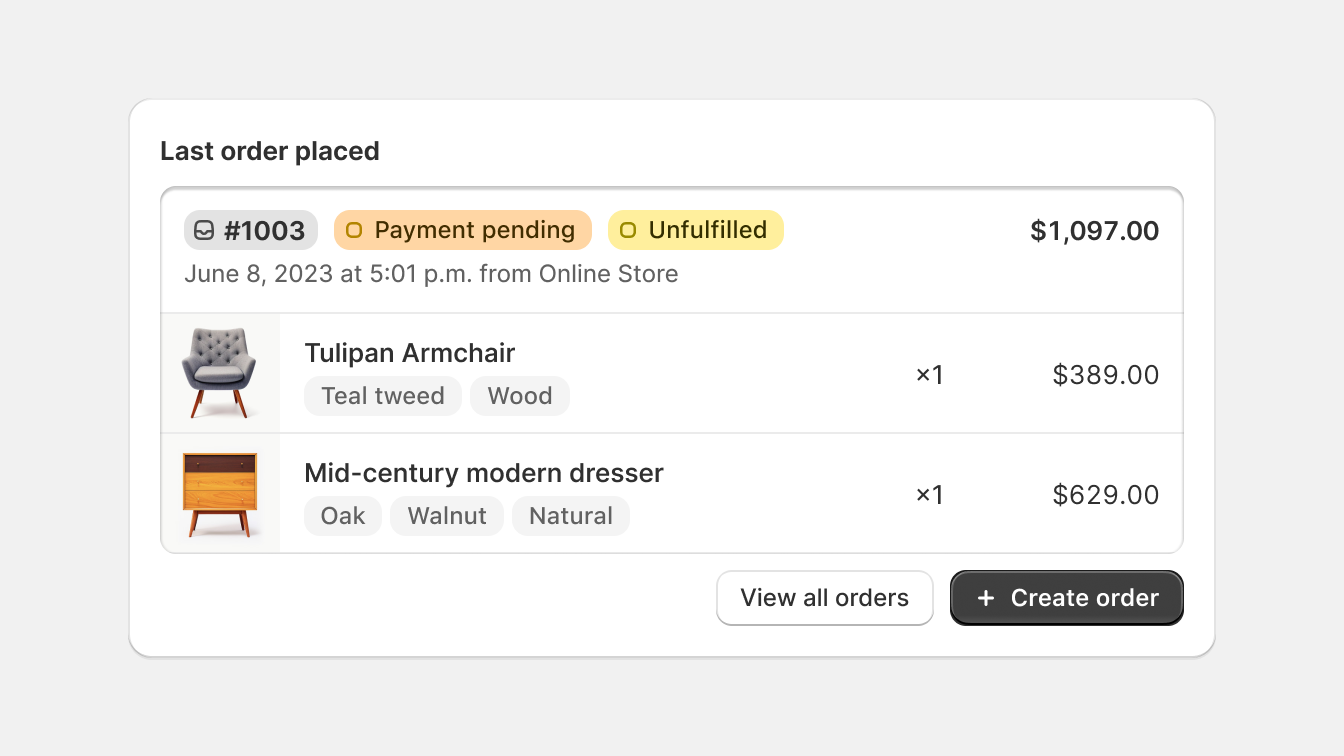 Last order placed
#1003 Payment pending Unfulfilled $1,097.00
June 8, 2023 at 5:01 p.m. from Online Store
Tulipan Armchair
Teal tweed Wood
×1 $389.00
Mid-century modern dresser
Oak Walnut Natural
×1 $629.00
View all orders + Create order